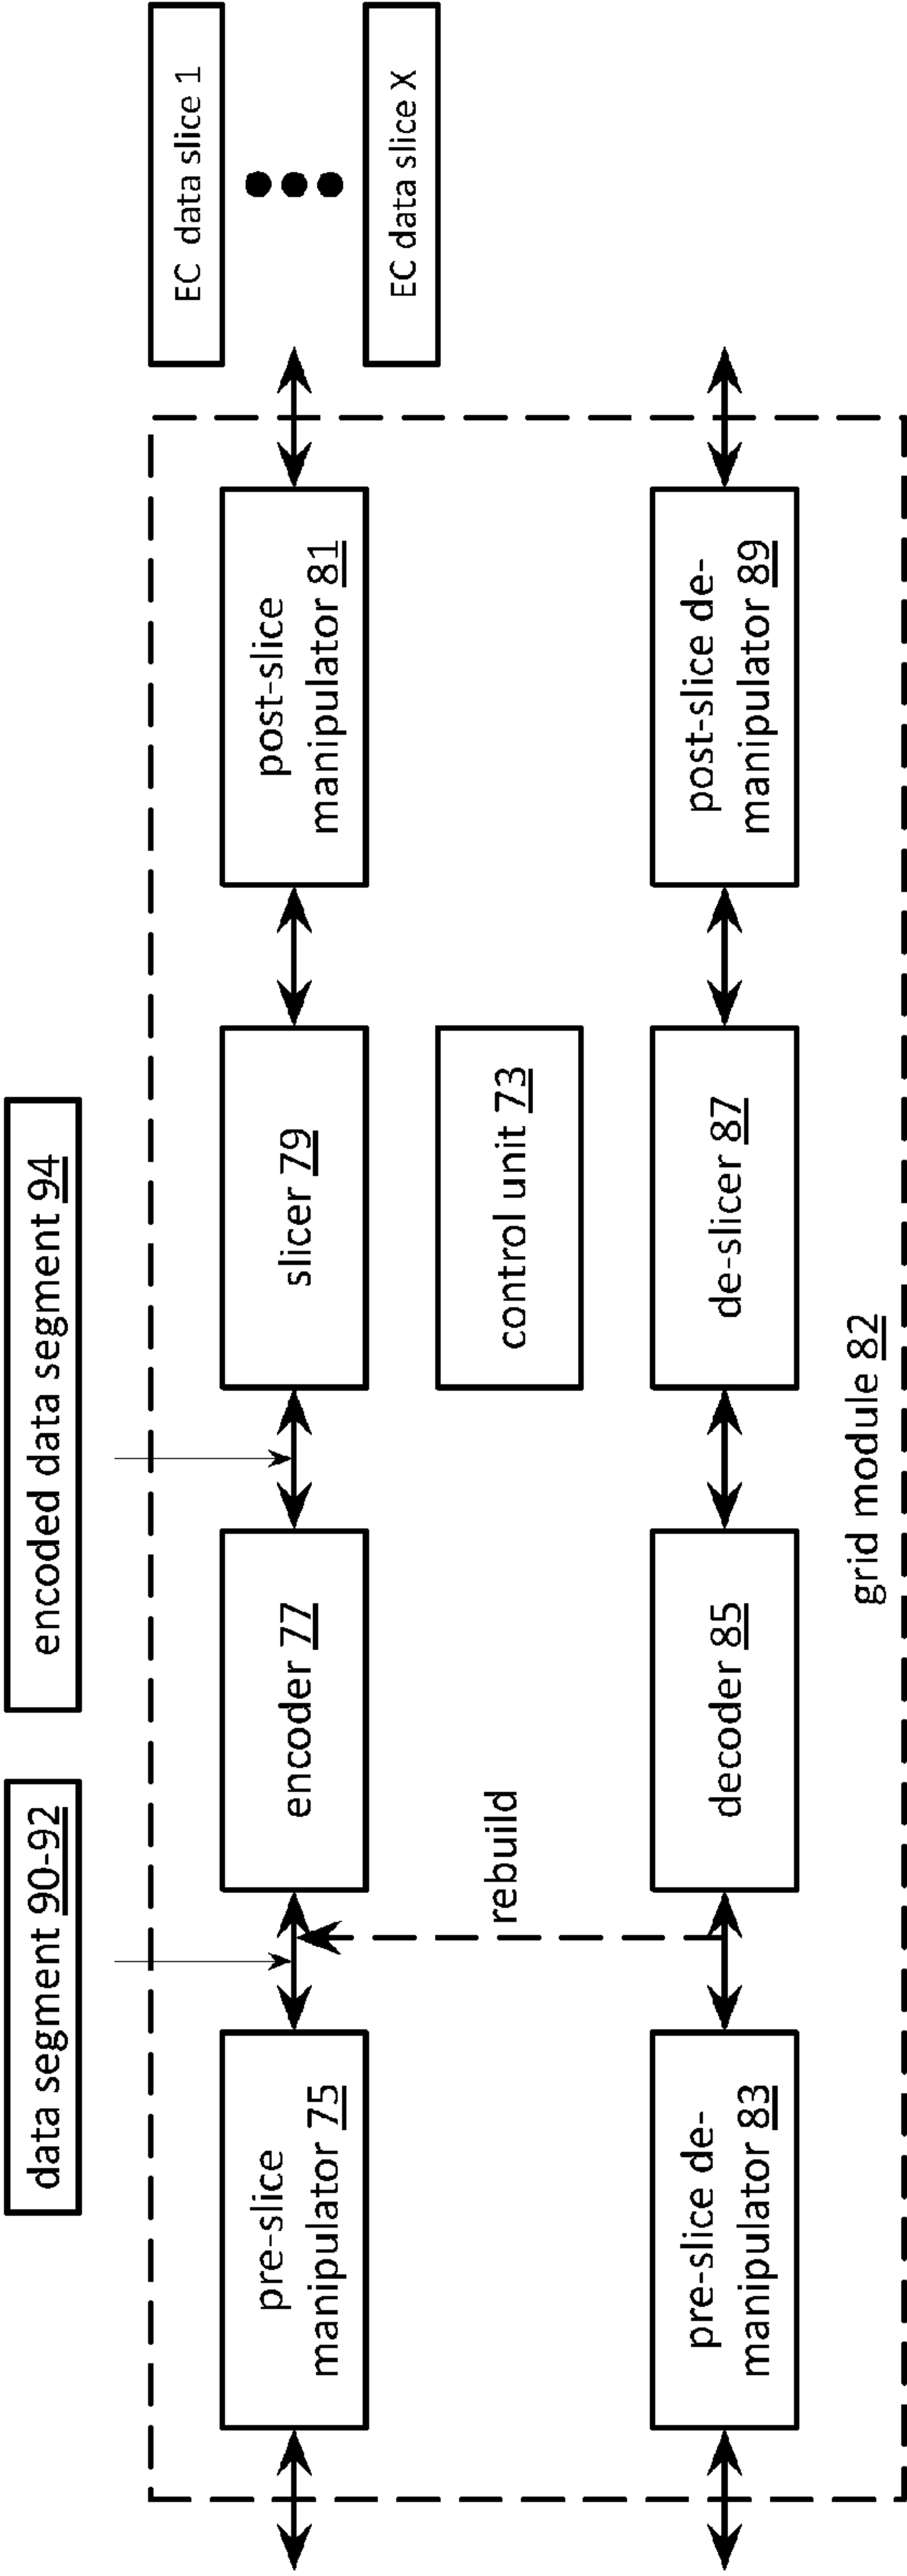 data segment 90-92
encoded data segment 94
pre-slice
manipulator 75
encoder 77
slicer 79
post-slice
manipulator 81
EC  data slice 1
EC data slice X
rebuild
control unit 73
pre-slice de-
manipulator 83
decoder 85
de-slicer 87
post-slice de-
manipulator 89
grid module 82